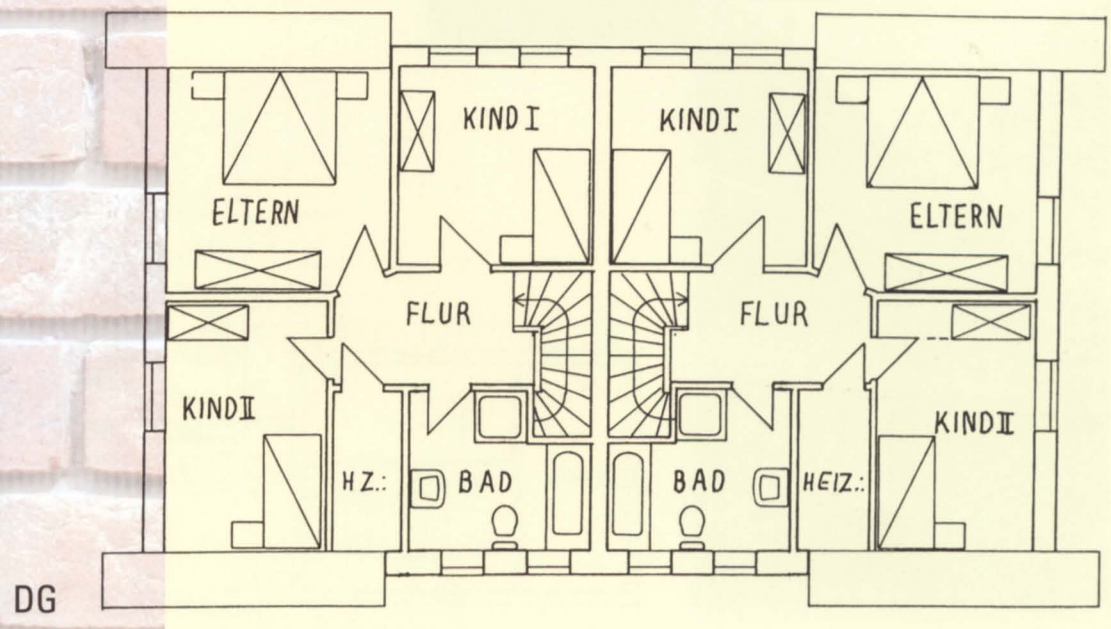 KIND I
KIND I
ELTERN
ELTERN
FLUR
FLUR
KIND II
KIND II
HZ.:
BAD
BAD
HEIZ.:
DG